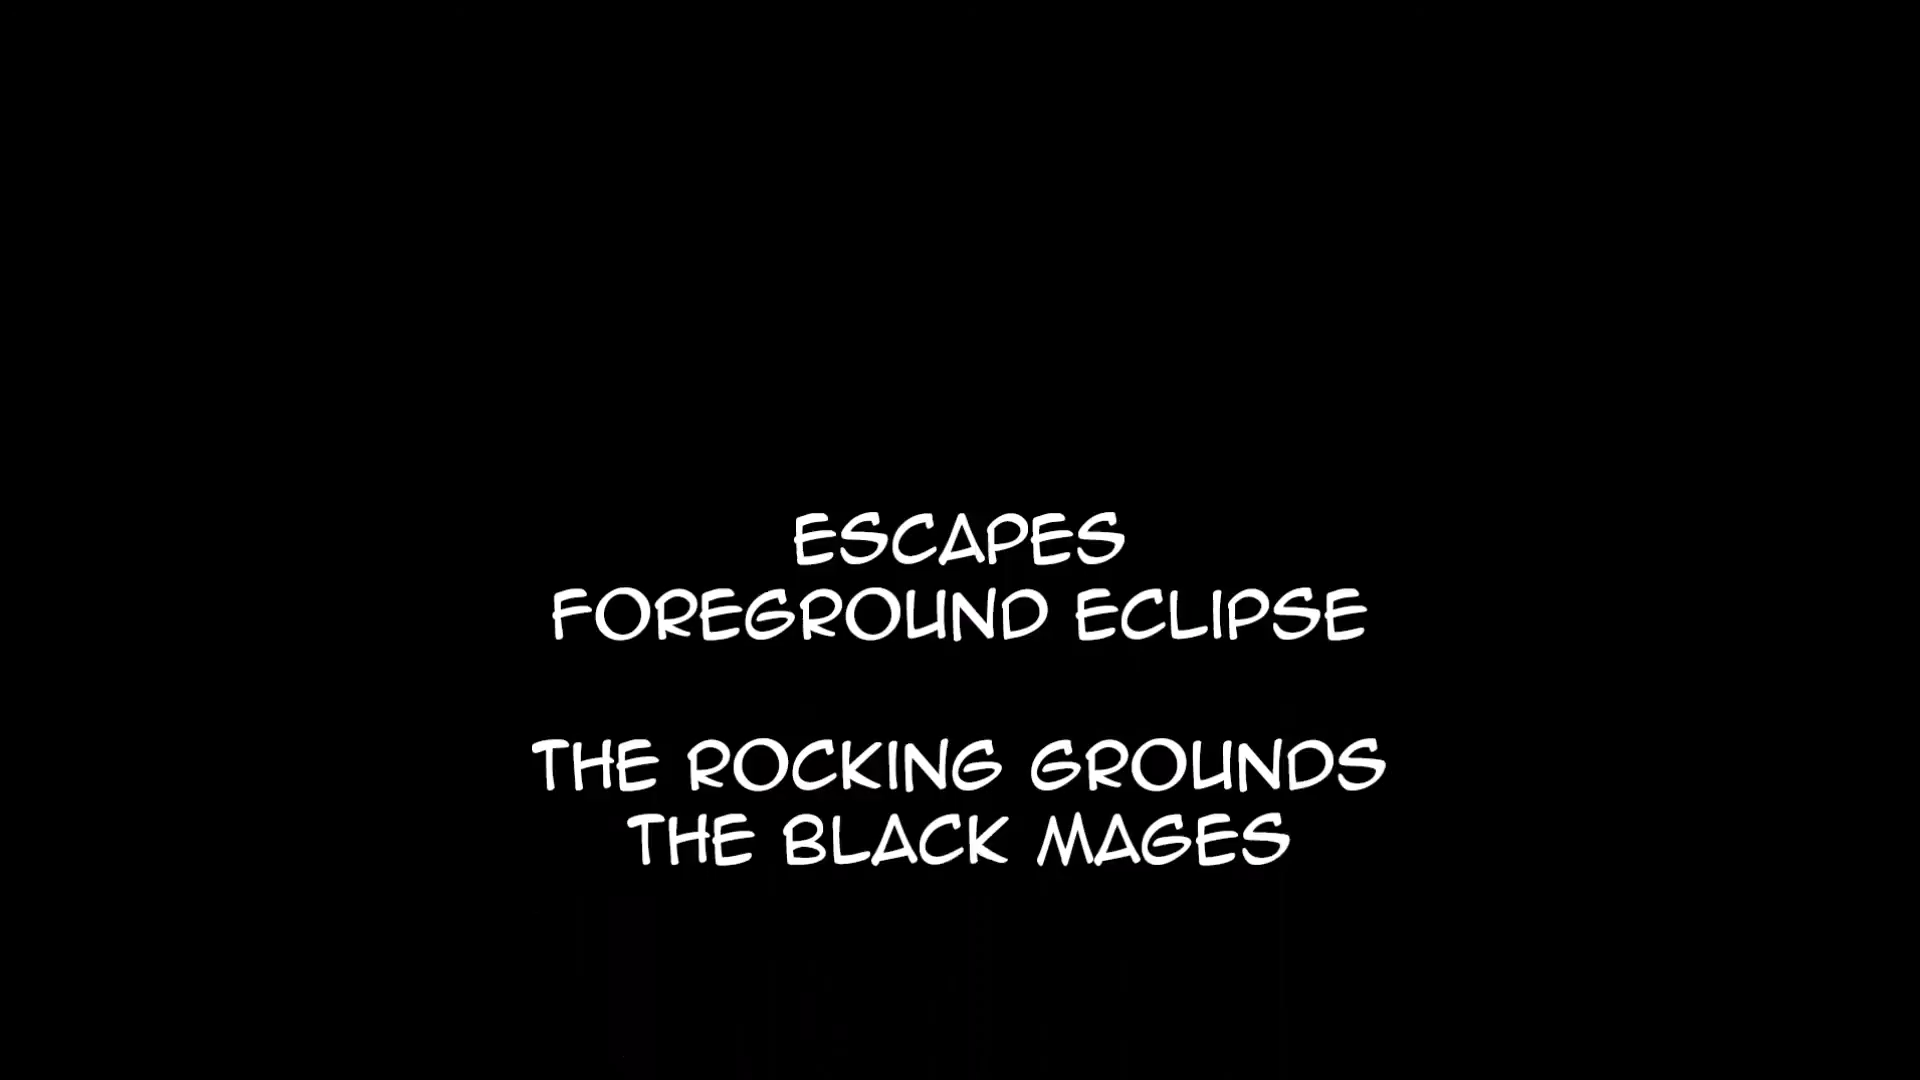 ESCAPES
FOREGROUND ECLIPSE
THE ROCKING GROUNDS
THE BLACK MAGES